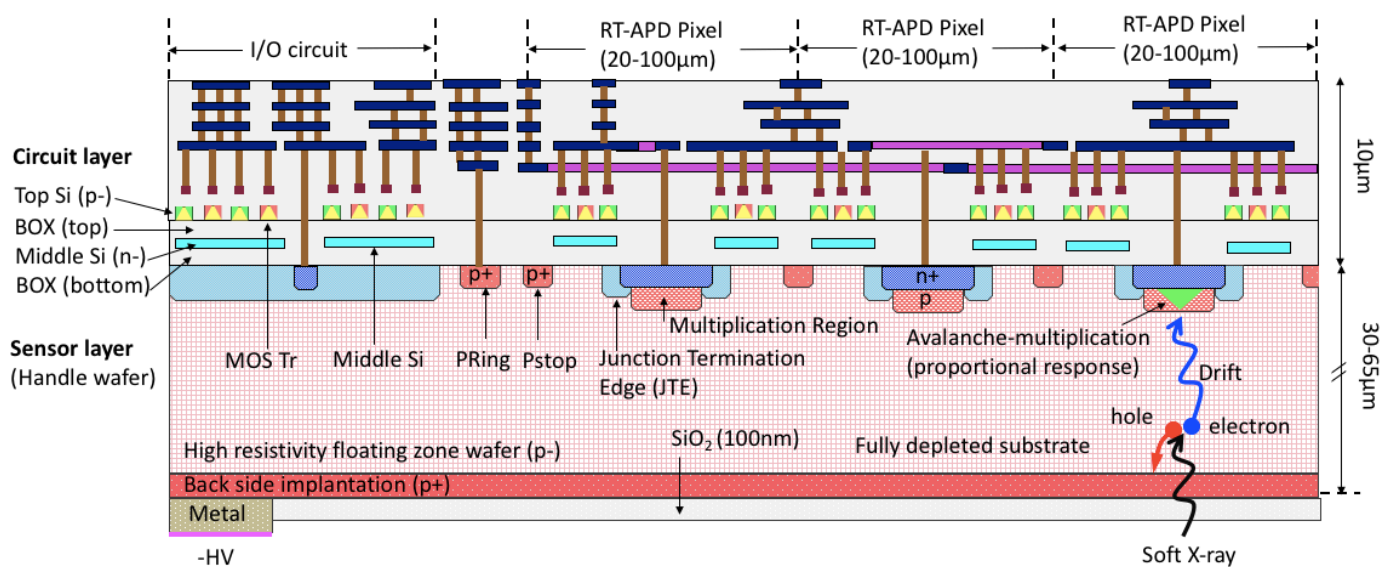 I/O circuit
RT-APD Pixel
(20-100μm)
RT-APD Pixel
(20-100μm)
RT-APD Pixel
(20-100μm)
Circuit layer
Top Si (p-)
BOX (top)
Middle Si (n-)
BOX (bottom)
10μm
p+
p+
n+
p
MOS Tr
Middle Si
PRing
Pstop
Multiplication Region
Junction Termination
Edge (JTE)
Avalanche-multiplication
(proportional response)
Sensor layer
(Handle wafer)
30-65μm
Drift
hole
electron
High resistivity floating zone wafer (p-)
SiO₂ (100nm)
Fully depleted substrate
Back side implantation (p+)
Metal
-HV
Soft X-ray